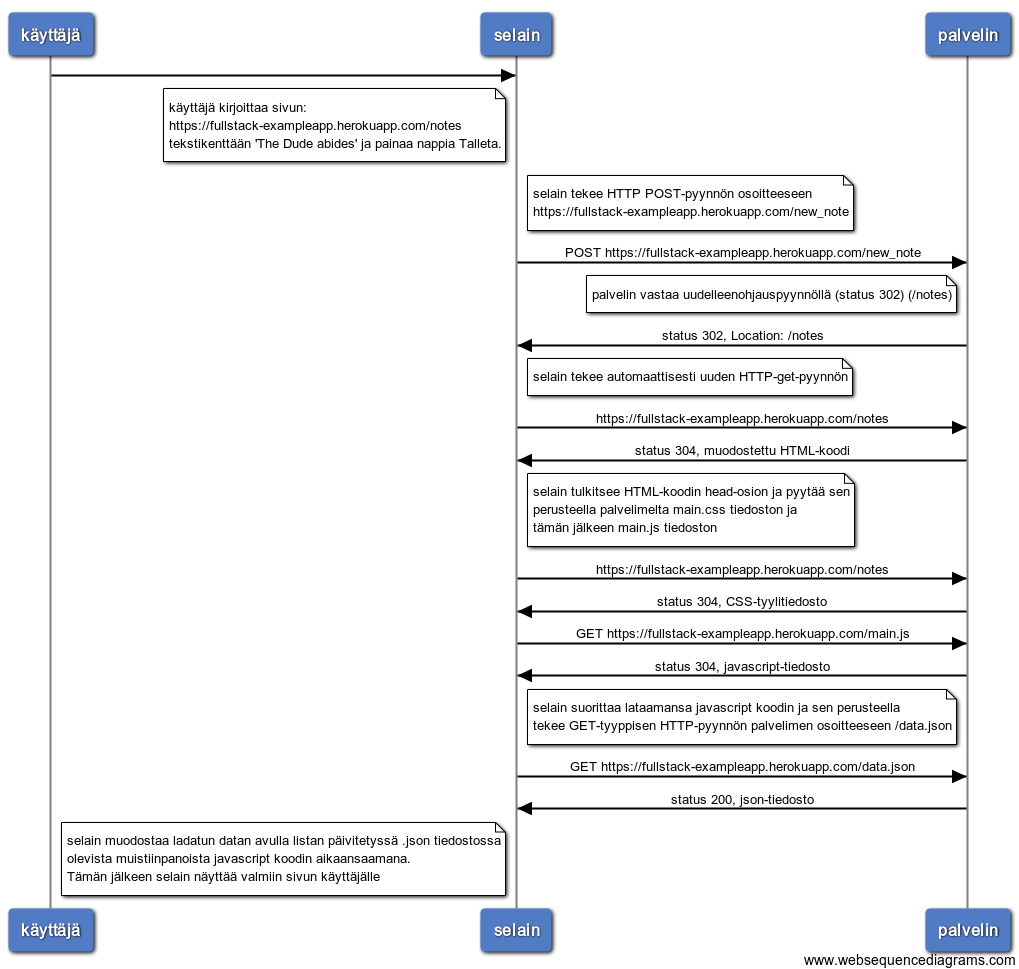 käyttäjä
selain
palvelin
käyttäjä kirjoittaa sivun:
https://fullstack-exampleapp.herokuapp.com/notes
tekstikenttään 'The Dude abides' ja painaa nappia Talleta.
selain tekee HTTP POST-pyynnön osoitteeseen
https://fullstack-exampleapp.herokuapp.com/new_note
POST https://fullstack-exampleapp.herokuapp.com/new_note
palvelin vastaa uudelleenohjauspyynnöllä (status 302) (/notes)
status 302, Location: /notes
selain tekee automaattisesti uuden HTTP-get-pyynnön
https://fullstack-exampleapp.herokuapp.com/notes
status 304, muodostettu HTML-koodi
selain tulkitsee HTML-koodin head-osion ja pyytää sen
perusteella palvelimelta main.css tiedoston ja
tämän jälkeen main.js tiedoston
https://fullstack-exampleapp.herokuapp.com/notes
status 304, CSS-tyylitiedosto
GET https://fullstack-exampleapp.herokuapp.com/main.js
status 304, javascript-tiedosto
selain suorittaa lataamansa javascript koodin ja sen perusteella
tekee GET-tyyppisen HTTP-pyynnön palvelimen osoitteeseen /data.json
GET https://fullstack-exampleapp.herokuapp.com/data.json
status 200, json-tiedosto
selain muodostaa ladatun datan avulla listan päivitetyssä .json tiedostossa
olevista muistiinpanoista javascript koodin aikaansaamana.
Tämän jälkeen selain näyttää valmiin sivun käyttäjälle
käyttäjä
selain
palvelin
www.websequencediagrams.com